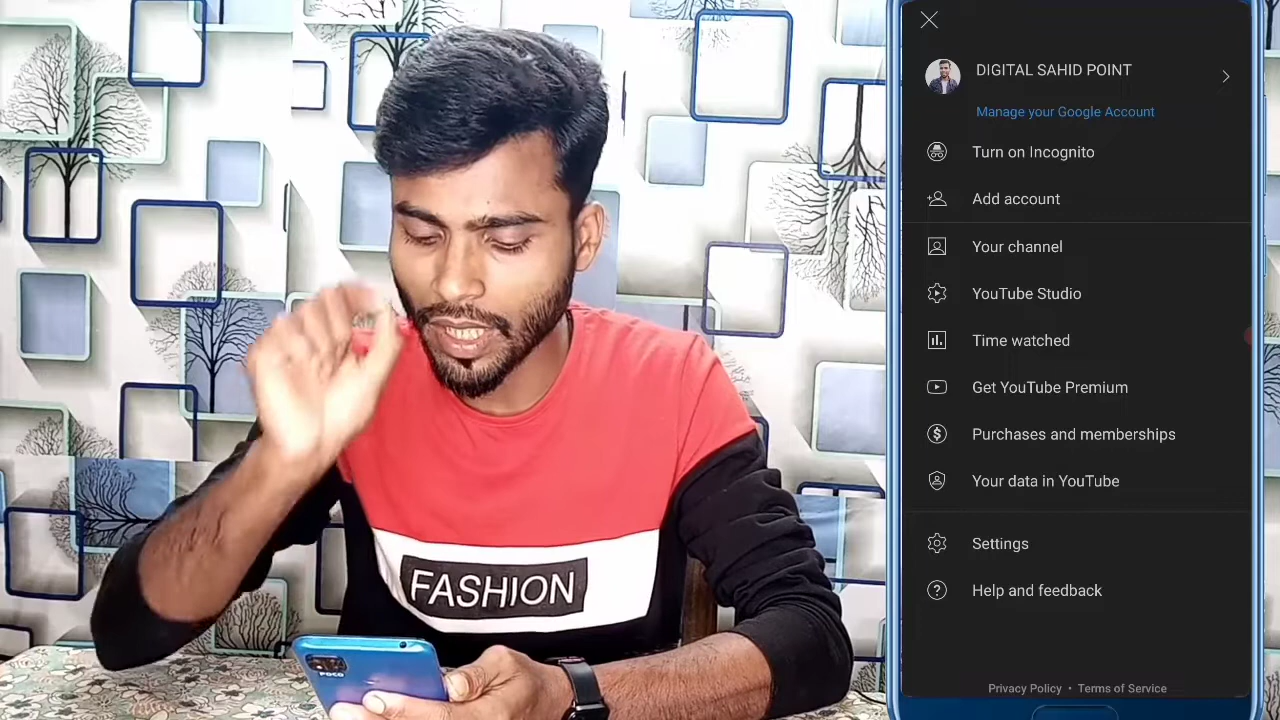 DIGITAL SAHID POINT
Manage your Google Account
Turn on Incognito
Add account
Your channel
YouTube Studio
Time watched
Get YouTube Premium
Purchases and memberships
Your data in YouTube
Settings
Help and feedback
Privacy Policy • Terms of Service
FASHION
POCO